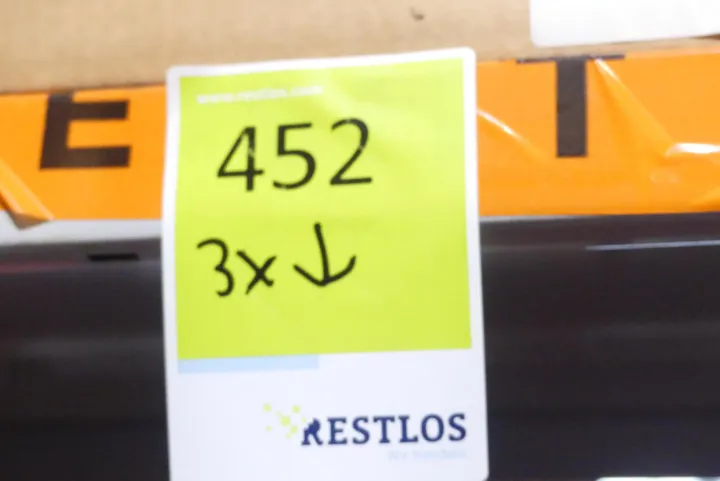 www.restlos.com
E
T
452
3x ↓
RESTLOS